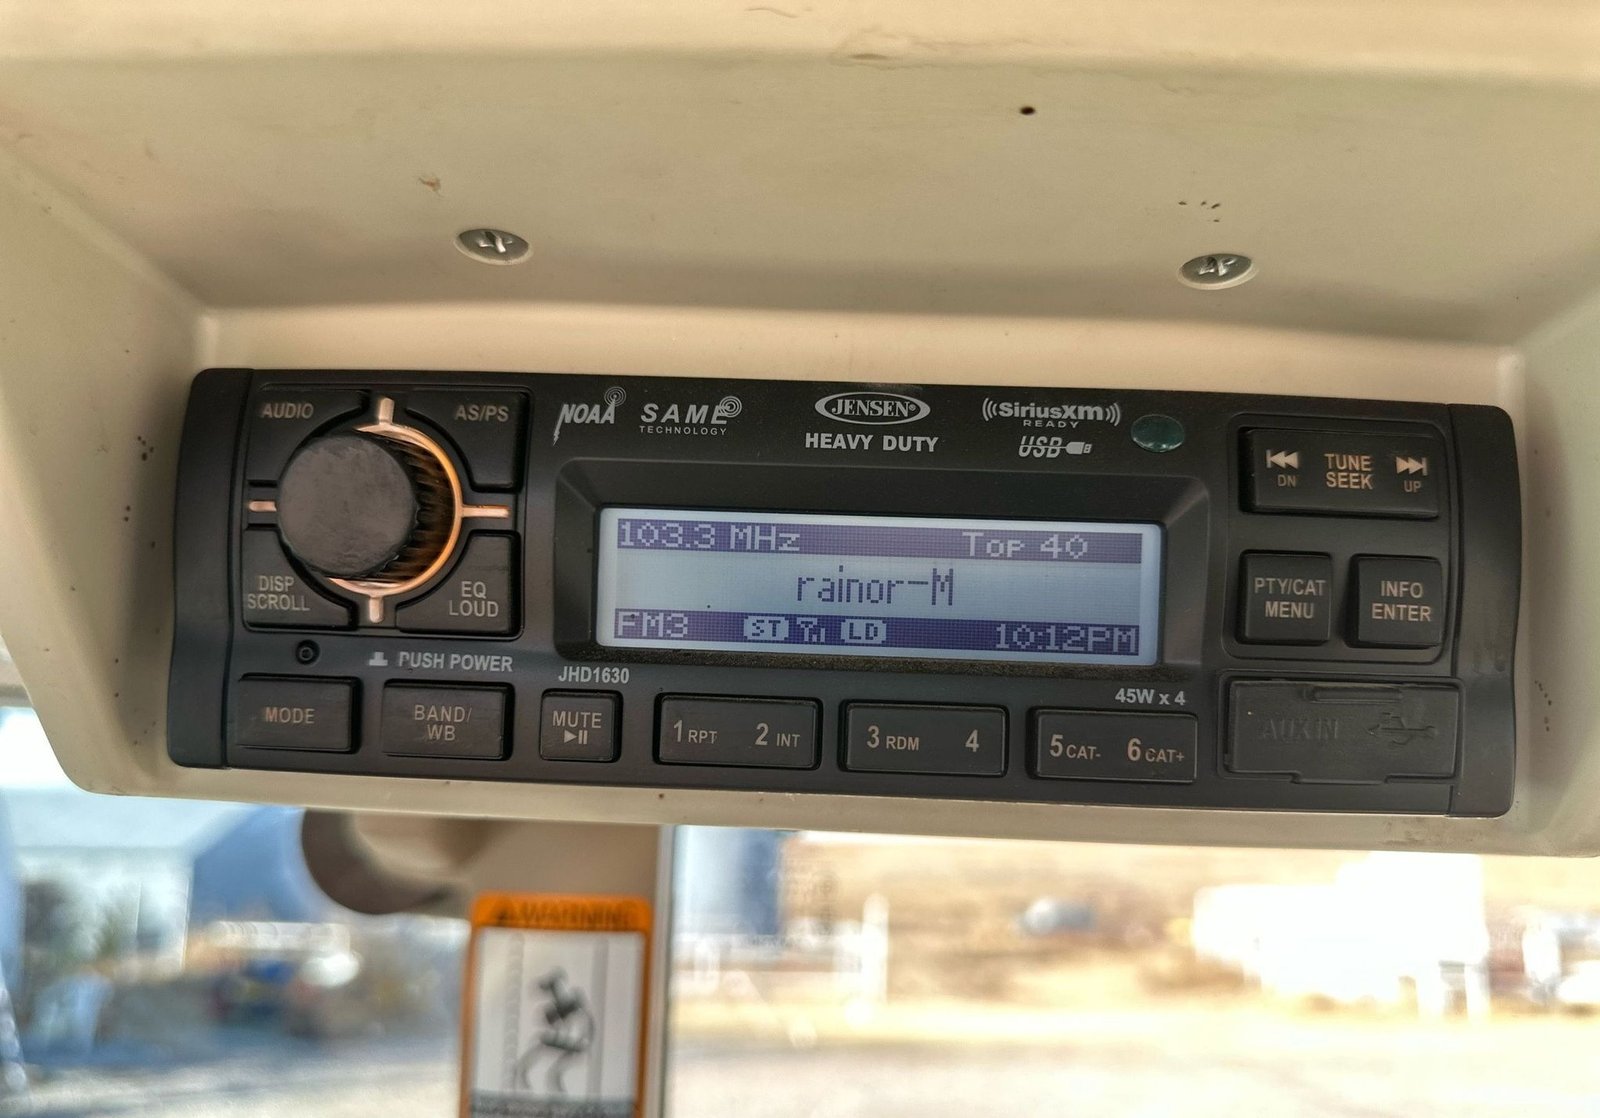 AUDIO
AS/PS
NOAA
SAME
TECHNOLOGY
JENSEN®
HEAVY DUTY
SiriusXm
READY
USB
DN
TUNE
SEEK
UP
103.3 MHz
Top 40
rainor-M
FM3
ST
LD
10:12PM
DISP
SCROLL
EQ
LOUD
PTY/CAT
MENU
INFO
ENTER
PUSH POWER
JHD1630
45W x 4
MODE
BAND/
WB
MUTE
1 RPT
2 INT
3 RDM
4
5 CAT-
6 CAT+
AUX IN
WARNING